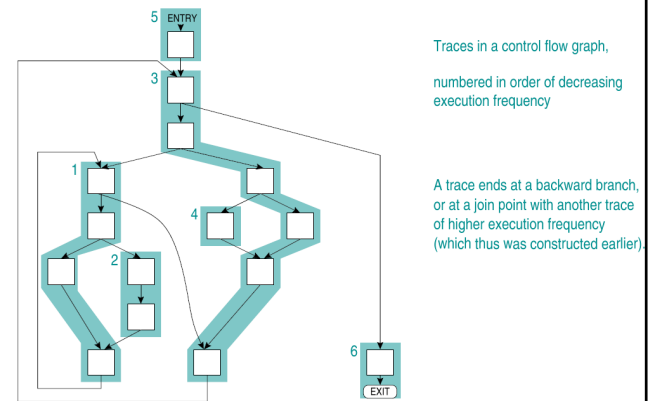 5 ENTRY
Traces in a control flow graph,
3
numbered in order of decreasing
execution frequency
1
A trace ends at a backward branch,
or at a join point with another trace
4
of higher execution frequency
(which thus was constructed earlier).
2
6
EXIT